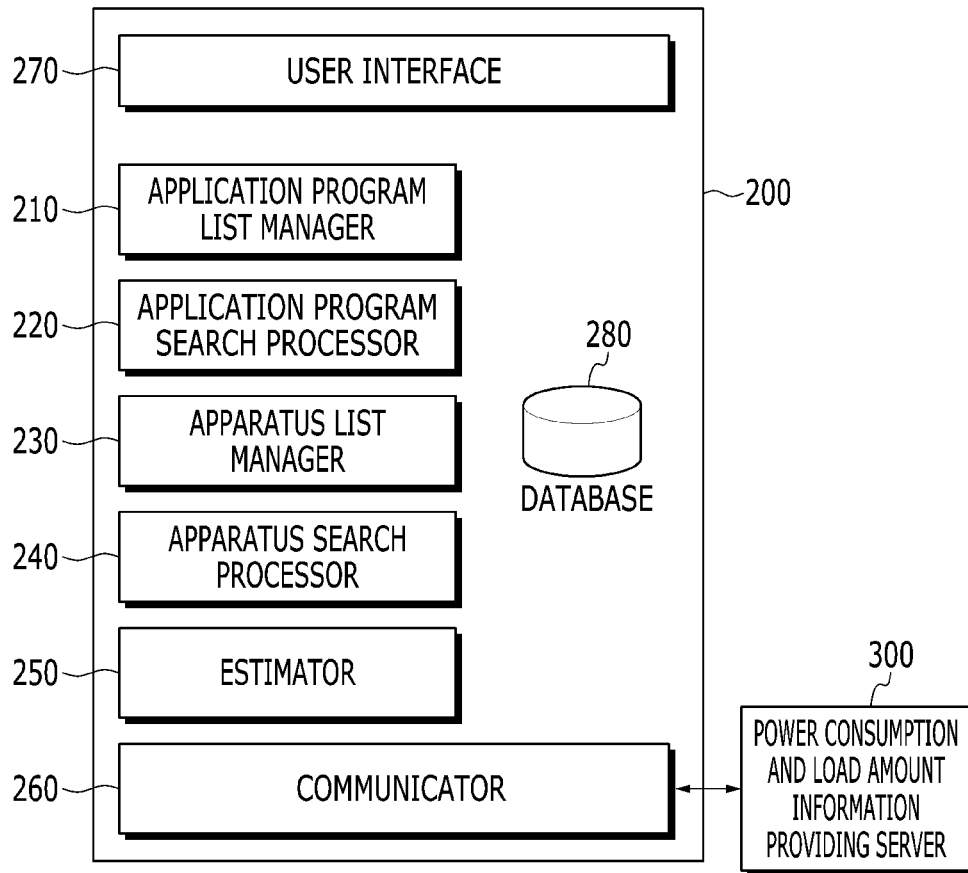 270
USER INTERFACE
200
210
APPLICATION PROGRAM
LIST MANAGER
220
APPLICATION PROGRAM
SEARCH PROCESSOR
280
DATABASE
230
APPARATUS LIST
MANAGER
240
APPARATUS SEARCH
PROCESSOR
250
ESTIMATOR
260
COMMUNICATOR
300
POWER CONSUMPTION
AND LOAD AMOUNT
INFORMATION
PROVIDING SERVER